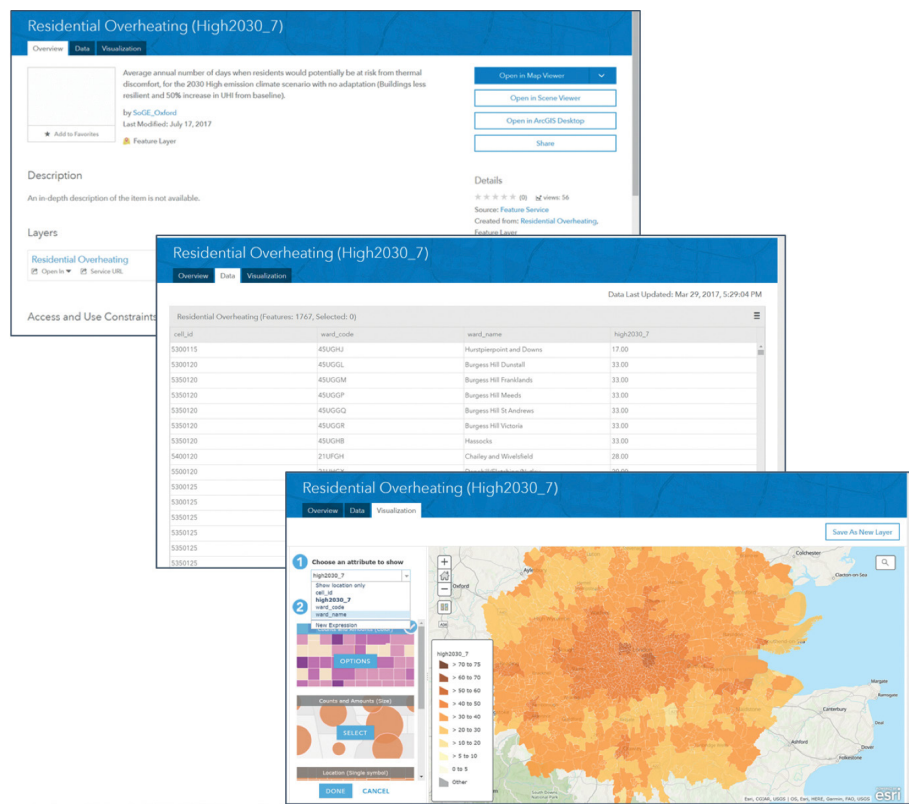 Residential Overheating (High2030_7)
Overview Data Visualization
Average annual number of days when residents would potentially be at risk from thermal
discomfort, for the 2030 High emission climate scenario with no adaptation (Buildings less
resilient and 50% increase in UHI from baseline).
by SoGE_Oxford
Last Modified: July 17, 2017
Feature Layer
★ Add to Favorites
Open in Map Viewer
Open in Scene Viewer
Open in ArcGIS Desktop
Share
Description
An in-depth description of the item is not available.
Details
★★★★★ (0) views: 56
Source: Feature Service
Created from: Residential Overheating,
Feature Layer
Layers
Residential Overheating
Open In ▼ Service URL
Access and Use Constraints
Residential Overheating (High2030_7)
Overview Data Visualization
Data Last Updated: Mar 29, 2017, 5:29:04 PM
Residential Overheating (Features: 1767, Selected: 0)
cell_id ward_code ward_name high2030_7
5300115 45UGHJ Hurstpierpoint and Downs 17.00
5300120 45UGGL Burgess Hill Dunstall 33.00
5350120 45UGGM Burgess Hill Franklands 33.00
5350120 45UGGP Burgess Hill Meeds 33.00
5350120 45UGGQ Burgess Hill St Andrews 33.00
5350120 45UGGR Burgess Hill Victoria 33.00
5350120 45UGHB Hassocks 33.00
5400120 21UFGH Chailey and Wivelsfield 28.00
5500120
5300125
5300125
5350125
5350125
5350125
5350125
Residential Overheating (High2030_7)
Overview Data Visualization
Save As New Layer
1 Choose an attribute to show
high2030_7
Show location only
cell_id
high2030_7
ward_code
2 ward_name
New Expression
Counts and Amounts (Color)
OPTIONS
Counts and Amounts (Size)
SELECT
Location (Single symbol)
DONE CANCEL
high2030_7
> 70 to 75
> 60 to 70
> 50 to 60
> 40 to 50
> 30 to 40
> 20 to 30
> 10 to 20
> 5 to 10
0 to 5
Other
Oxford
Colchester
Clacton-on-Sea
Margate
Ramsgate
Canterbury
Deal
Ashford
Dover
Folkestone
South Downs
National Park
Esri, CGIAR, USGS | OS, Esri, HERE, Garmin, FAO, USGS
esri